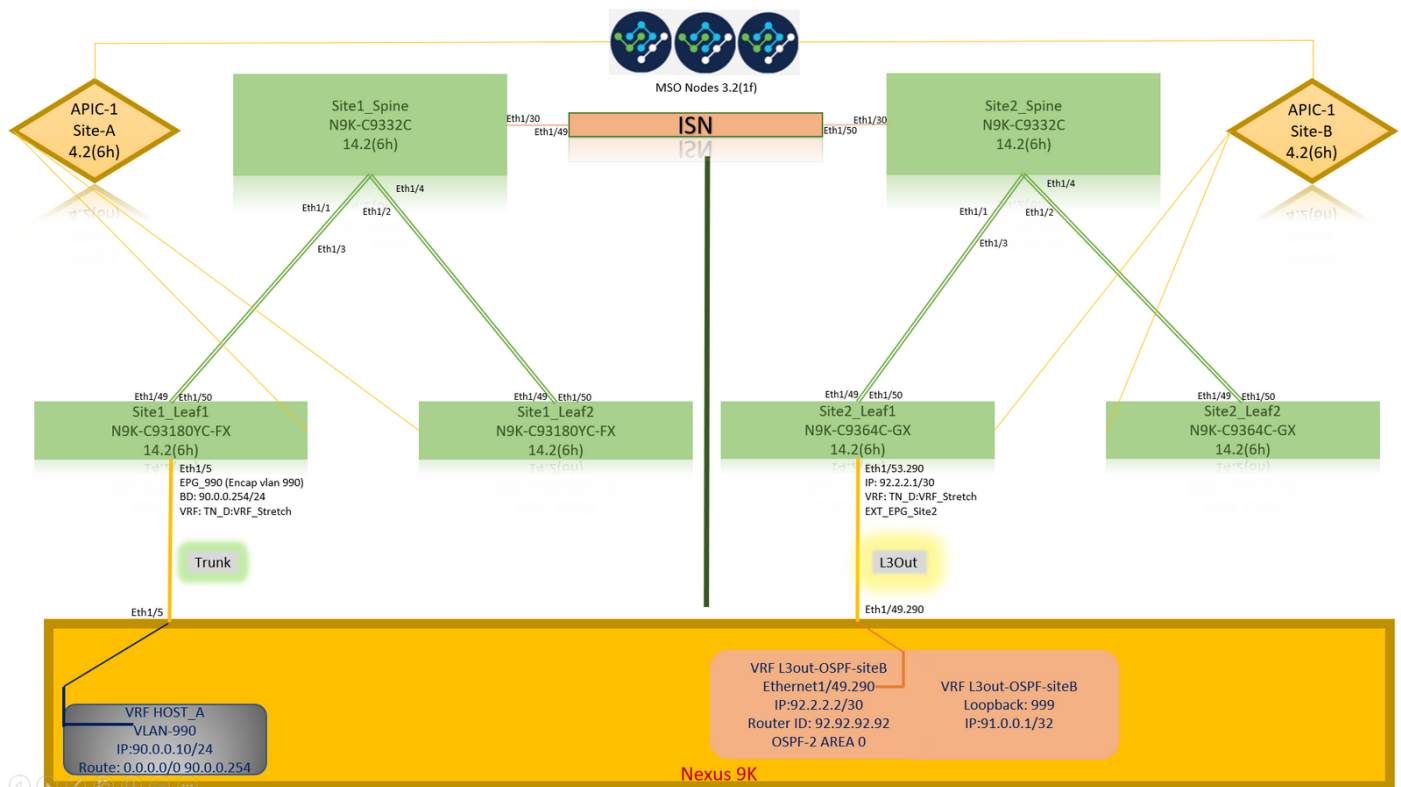 MSO Nodes 3.2(1f)
APIC-1
Site-A
4.2(6h)
Site1_Spine
N9K-C9332C
14.2(6h)
Eth1/30
Eth1/49
ISN
Eth1/30
Eth1/50
Site2_Spine
N9K-C9332C
14.2(6h)
APIC-1
Site-B
4.2(6h)
Eth1/4
Eth1/1
Eth1/2
Eth1/3
Eth1/4
Eth1/1
Eth1/2
Eth1/3
Eth1/49
Eth1/50
Site1_Leaf1
N9K-C93180YC-FX
14.2(6h)
Eth1/49
Eth1/50
Site1_Leaf2
N9K-C93180YC-FX
14.2(6h)
Eth1/49
Eth1/50
Site2_Leaf1
N9K-C9364C-GX
14.2(6h)
Eth1/49
Eth1/50
Site2_Leaf2
N9K-C9364C-GX
14.2(6h)
Eth1/5
EPG_990 (Encap vlan 990)
BD: 90.0.0.254/24
VRF: TN_D:VRF_Stretch
Trunk
Eth1/5
Eth1/53.290
IP: 92.2.2.1/30
VRF: TN_D:VRF_Stretch
EXT_EPG_Site2
L3Out
Eth1/49.290
VRF HOST_A
VLAN-990
IP:90.0.0.10/24
Route: 0.0.0.0/0 90.0.0.254
VRF L3out-OSPF-siteB
Ethernet1/49.290
IP:92.2.2.2/30
Router ID: 92.92.92.92
OSPF-2 AREA 0
VRF L3out-OSPF-siteB
Loopback: 999
IP:91.0.0.1/32
Nexus 9K